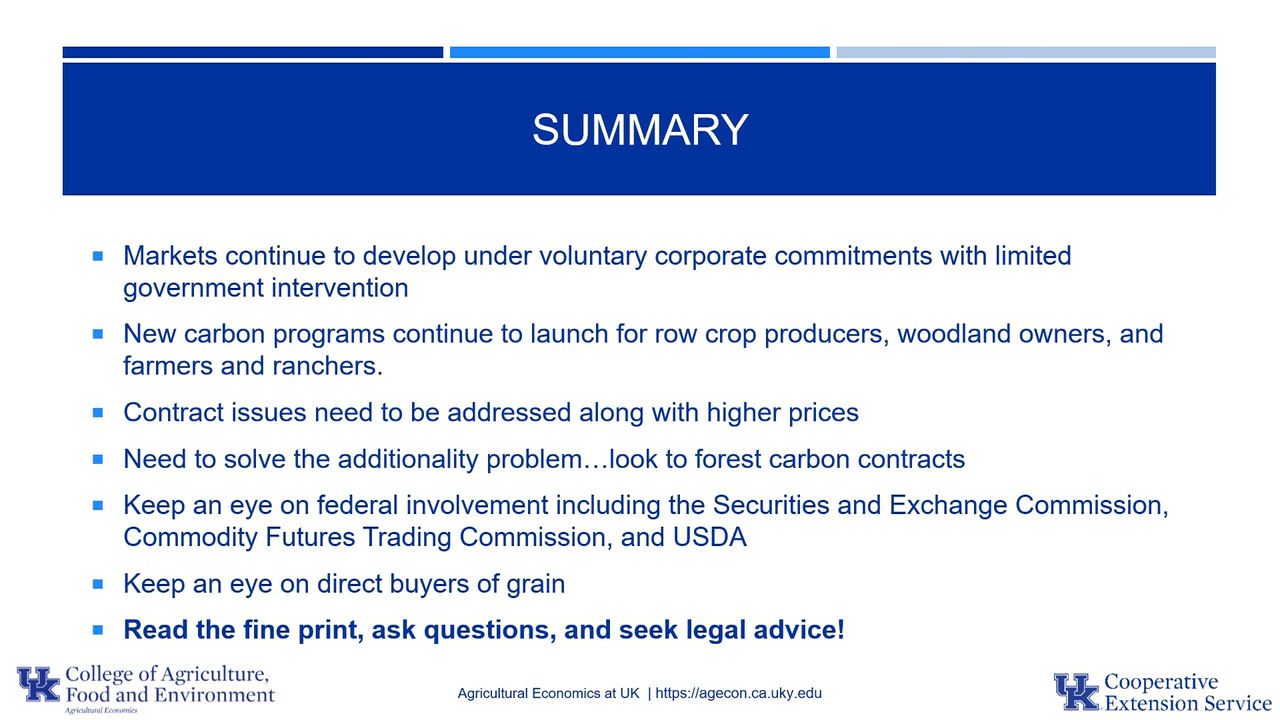 SUMMARY
Markets continue to develop under voluntary corporate commitments with limited
government intervention
New carbon programs continue to launch for row crop producers, woodland owners, and
farmers and ranchers.
Contract issues need to be addressed along with higher prices
Need to solve the additionality problem…look to forest carbon contracts
Keep an eye on federal involvement including the Securities and Exchange Commission,
Commodity Futures Trading Commission, and USDA
Keep an eye on direct buyers of grain
Read the fine print, ask questions, and seek legal advice!
UK College of Agriculture,
Food and Environment
Agricultural Economics
Agricultural Economics at UK | https://agecon.ca.uky.edu
UK Cooperative
Extension Service